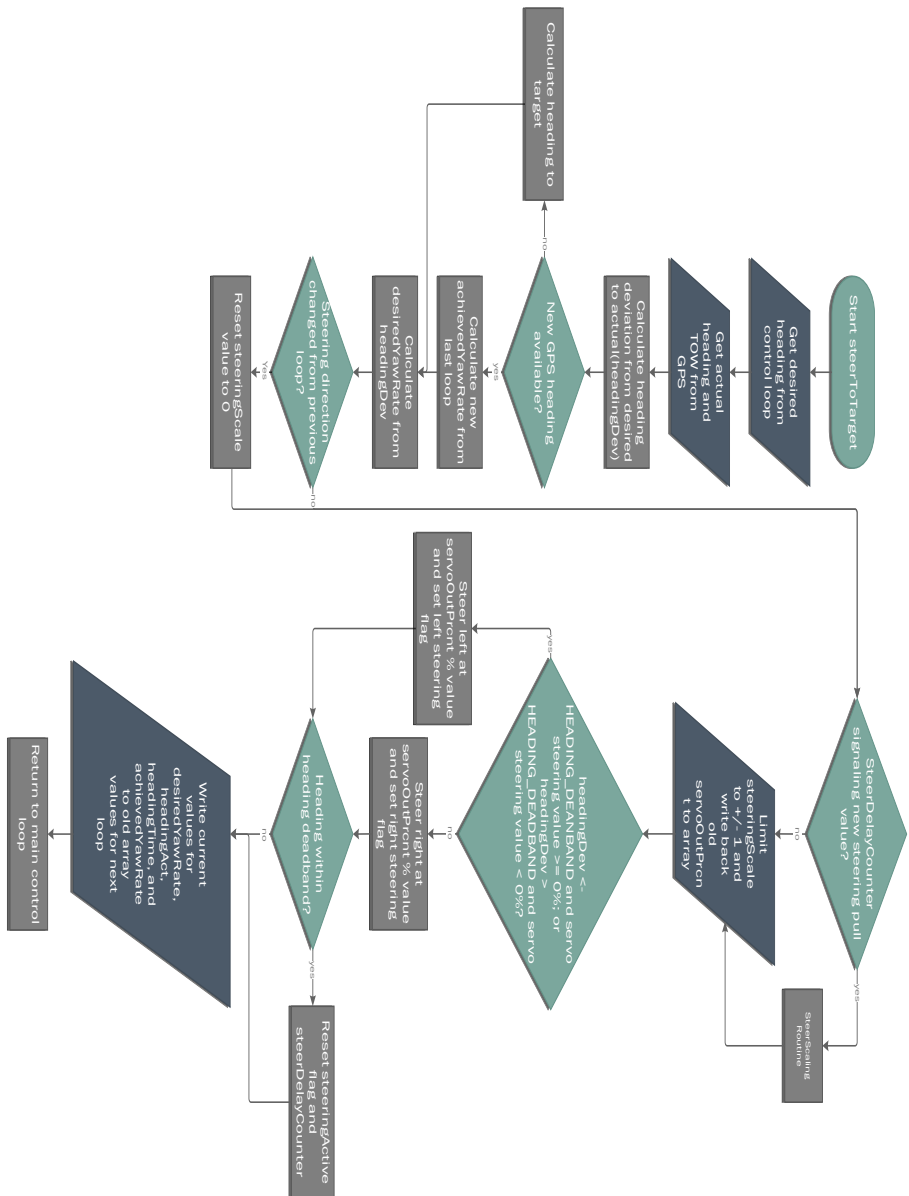 Start steerToTarget
Get desired
heading from
control loop
Get actual
heading and
TOW from
GPS
Calculate heading
deviation from desired
to actual(headingDev)
New GPS heading
available?
no
yes
Calculate heading to
target
Calculate new
achievedYawRate from
last loop
Calculate
desiredYawRate from
headingDev
Steering direction
changed from previous
loop?
no
yes
Reset steeringScale
value to 0
SteerDelayCounter
signaling new steering pull
value?
no
yes
SteerScaling
Routine
Limit
steeringScale
to +/- 1 and
write back
old
servoOutPrcn
t to array
headingDev <-
HEADING_DEANBAND and servo
steering value >= 0%; or
headingDev >
HEADING_DEADBAND and servo
steering value < 0%?
yes
no
Steer left at
servoOutPrcnt % value
and set left steering
flag
Steer right at
servoOutPrcnt % value
and set right steering
flag
Heading within
heading deadband?
no
yes
Reset steeringActive
flag and
steerDelayCounter
Write current
values for
desiredYawRate,
headingAct,
headingTime, and
achievedYawRate
to old array
values for next
loop
Return to main control
loop